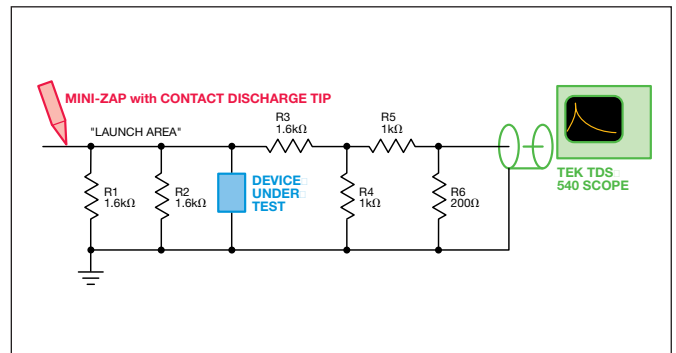 MINI-ZAP with CONTACT DISCHARGE TIP
"LAUNCH AREA"
R3
1.6kΩ
R5
1kΩ
R1
1.6kΩ
R2
1.6kΩ
DEVICE
UNDER
TEST
R4
1kΩ
R6
200Ω
TEK TDS
540 SCOPE